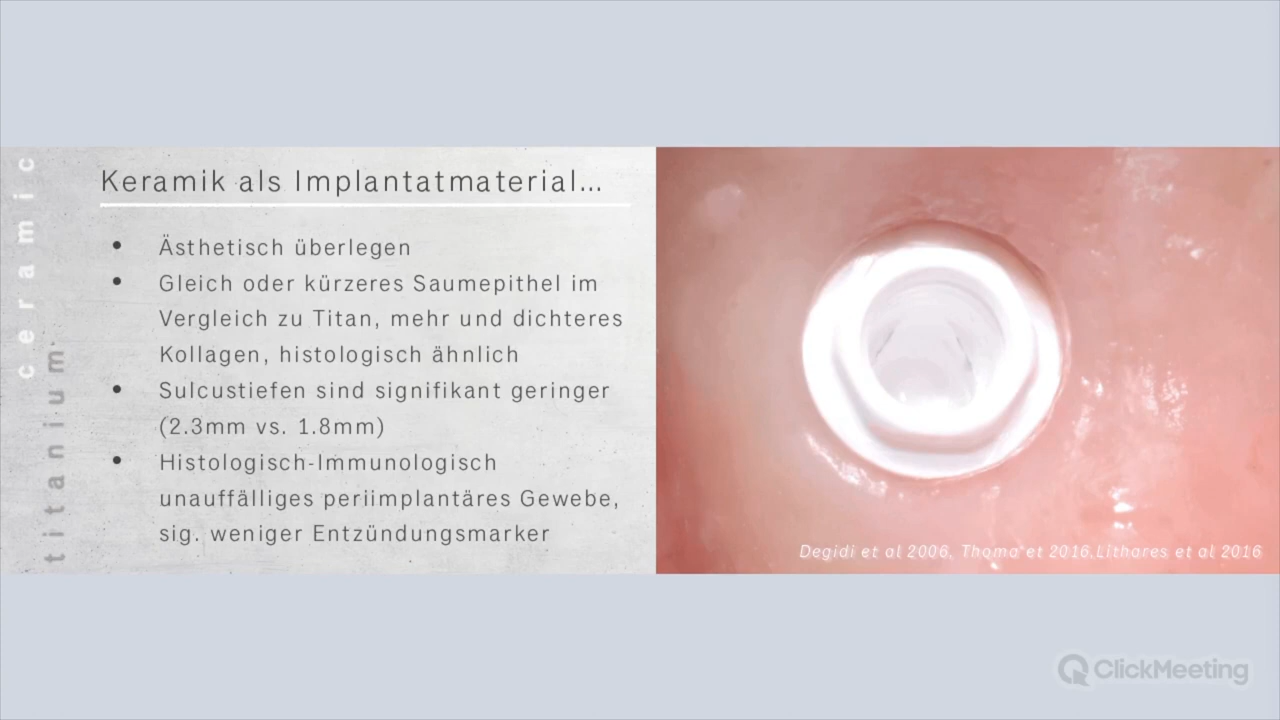 ceramic
titanium
Keramik als Implantatmaterial...
• Ästhetisch überlegen
• Gleich oder kürzeres Saumepithel im
Vergleich zu Titan, mehr und dichteres
Kollagen, histologisch ähnlich
• Sulcustiefen sind signifikant geringer
(2.3mm vs. 1.8mm)
• Histologisch-Immunologisch
unauffälliges periimplantäres Gewebe,
sig. weniger Entzündungsmarker
Degidi et al 2006, Thoma et 2016,Lithares et al 2016
ClickMeeting